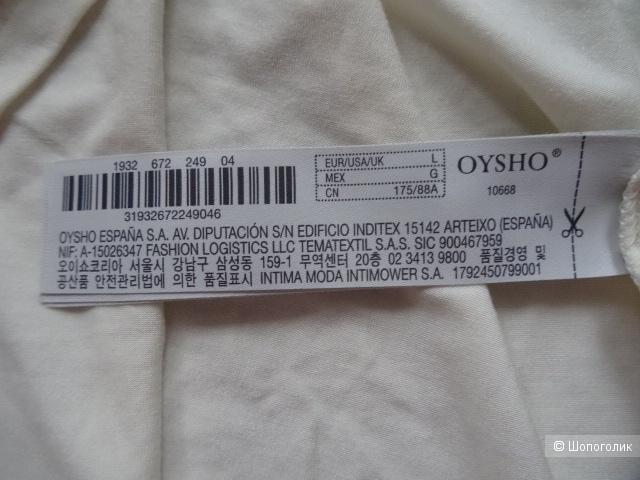 1932 672 249 04
31932672249046
EUR/USA/UK L
MEX G
CN 175/88A
OYSHO®
10668
OYSHO ESPAÑA S.A. AV. DIPUTACIÓN S/N EDIFICIO INDITEX 15142 ARTEIXO (ESPAÑA)
NIF: A-15026347 FASHION LOGISTICS LLC TEMATEXTIL S.A.S. SIC 900467959
오이쇼코리아 서울시 강남구 삼성동 159-1 무역센터 20층 02 3413 9800 품질경영 및
공산품 안전관리법에 의한 품질표시 INTIMA MODA INTIMOWER S.A. 1792450799001
© Шопоголик